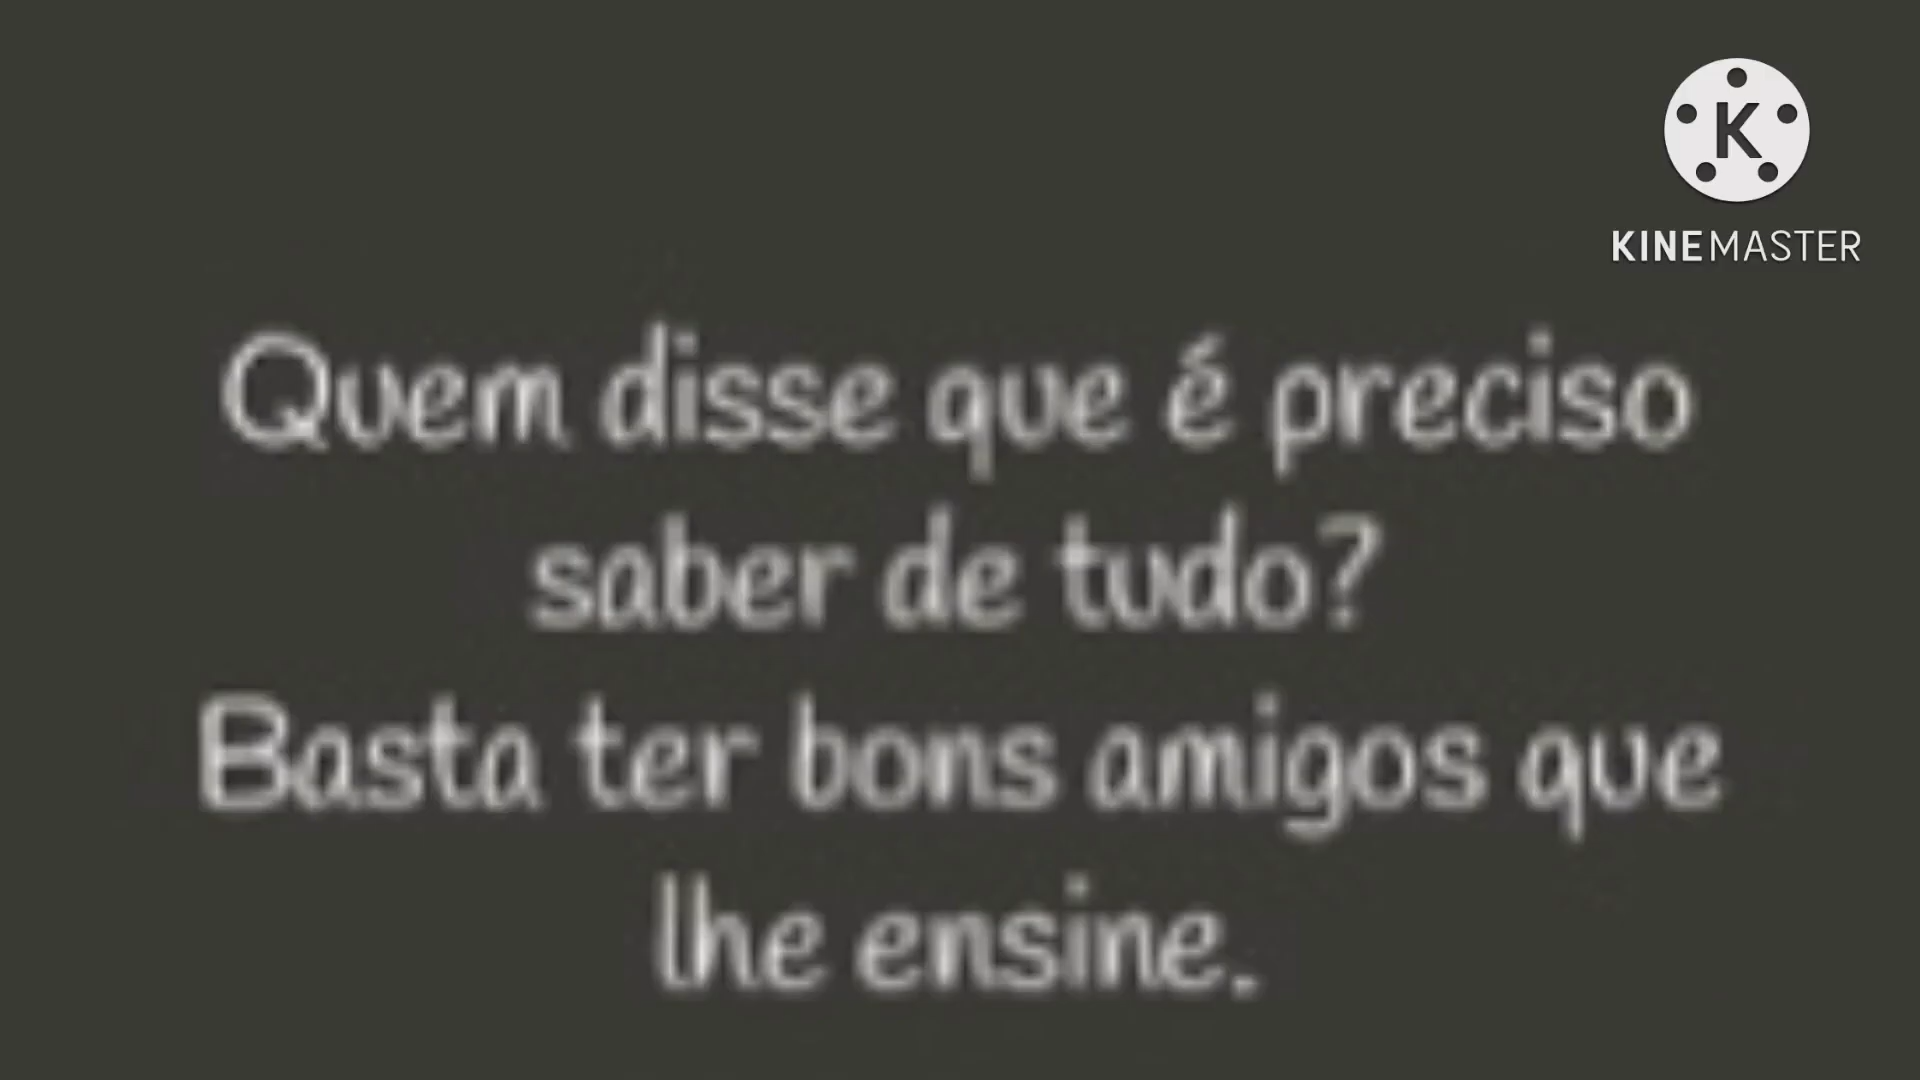 K
KINEMASTER
Quem disse que é preciso
saber de tudo?
Basta ter bons amigos que
lhe ensine.